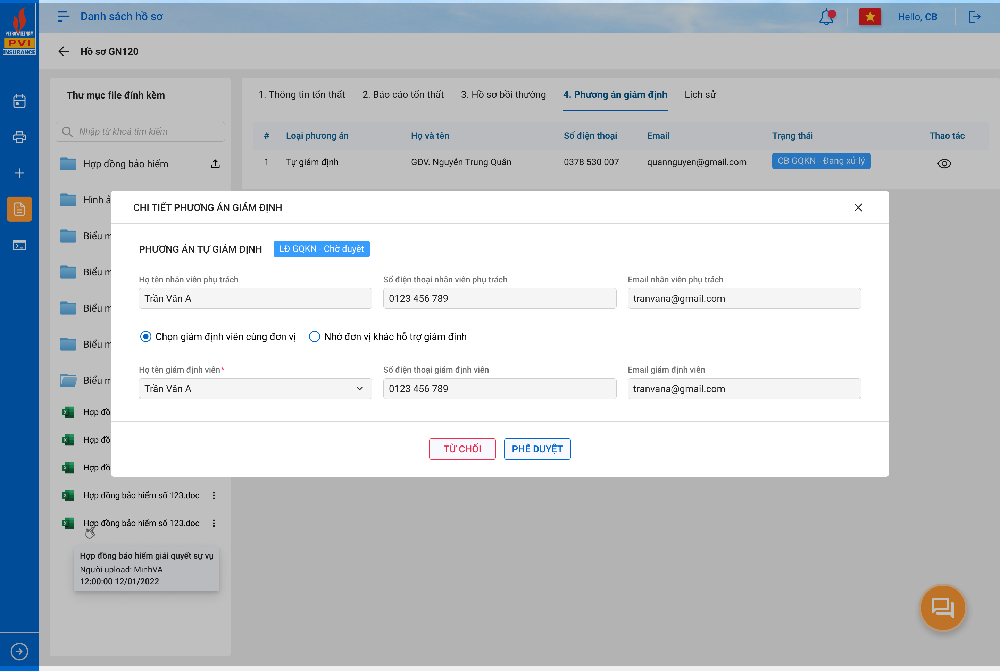 PETROVIETNAM
PVI
INSURANCE
Danh sách hồ sơ
Hello, CB
Hồ sơ GN120
Thư mục file đính kèm
Nhập từ khoá tìm kiếm
Hợp đồng bảo hiểm
Hình ả
Biểu m
Biểu m
Biểu m
Biểu m
Biểu m
Hợp đồ
Hợp đồ
Hợp đồ
Hợp đồng bảo hiểm số 123.doc
Hợp đồng bảo hiểm số 123.doc
Hợp đồng bảo hiểm giải quyết sự vụ
Người upload: MinhVA
12:00:00 12/01/2022
1. Thông tin tổn thất 2. Báo cáo tổn thất 3. Hồ sơ bồi thường 4. Phương án giám định Lịch sử
# Loại phương án Họ và tên Số điện thoại Email Trạng thái Thao tác
1 Tự giám định GĐV. Nguyễn Trung Quân 0378 530 007 quannguyen@gmail.com CB GQKN - Đang xử lý
CHI TIẾT PHƯƠNG ÁN GIÁM ĐỊNH
PHƯƠNG ÁN TỰ GIÁM ĐỊNH LĐ GQKN - Chờ duyệt
Họ tên nhân viên phụ trách Số điện thoại nhân viên phụ trách Email nhân viên phụ trách
Trần Văn A 0123 456 789 tranvana@gmail.com
Chọn giám định viên cùng đơn vị Nhờ đơn vị khác hỗ trợ giám định
Họ tên giám định viên* Số điện thoại giám định viên Email giám định viên
Trần Văn A 0123 456 789 tranvana@gmail.com
TỪ CHỐI PHÊ DUYỆT